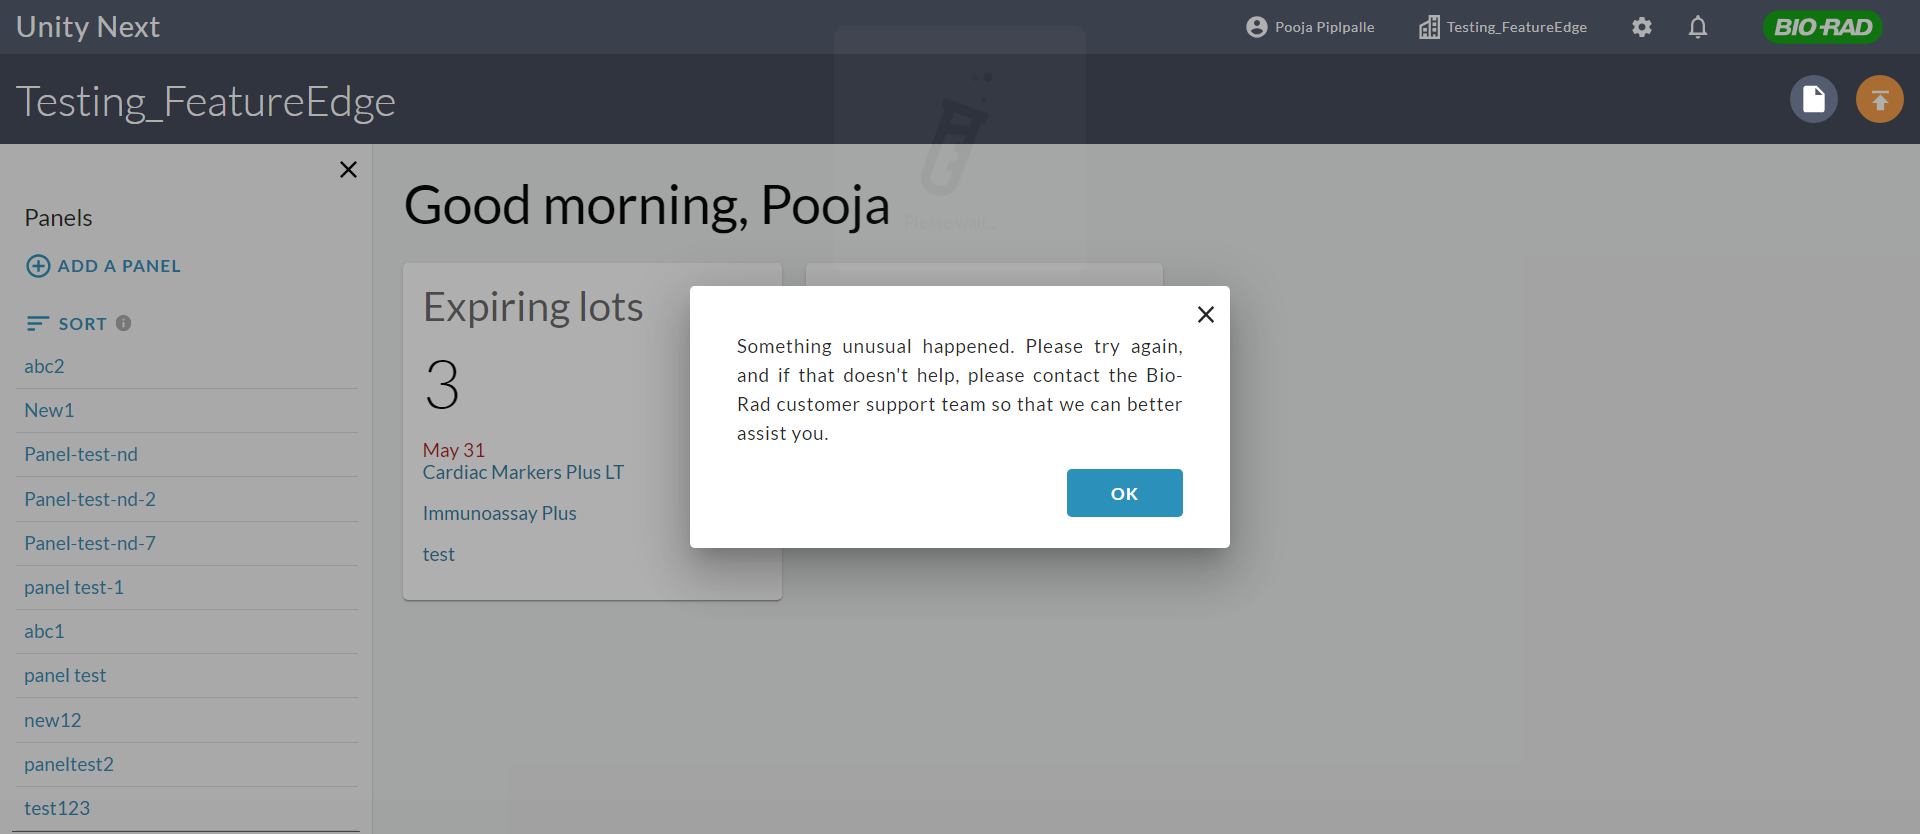 Unity Next
Pooja Piplpalle
Testing_FeatureEdge
BIO-RAD
Testing_FeatureEdge
Panels
ADD A PANEL
SORT
abc2
New1
Panel-test-nd
Panel-test-nd-2
Panel-test-nd-7
panel test-1
abc1
panel test
new12
paneltest2
test123
Good morning, Pooja
Please wait...
Expiring lots
3
May 31
Cardiac Markers Plus LT
Immunoassay Plus
test
Something unusual happened. Please try again,
and if that doesn't help, please contact the Bio-
Rad customer support team so that we can better
assist you.
OK